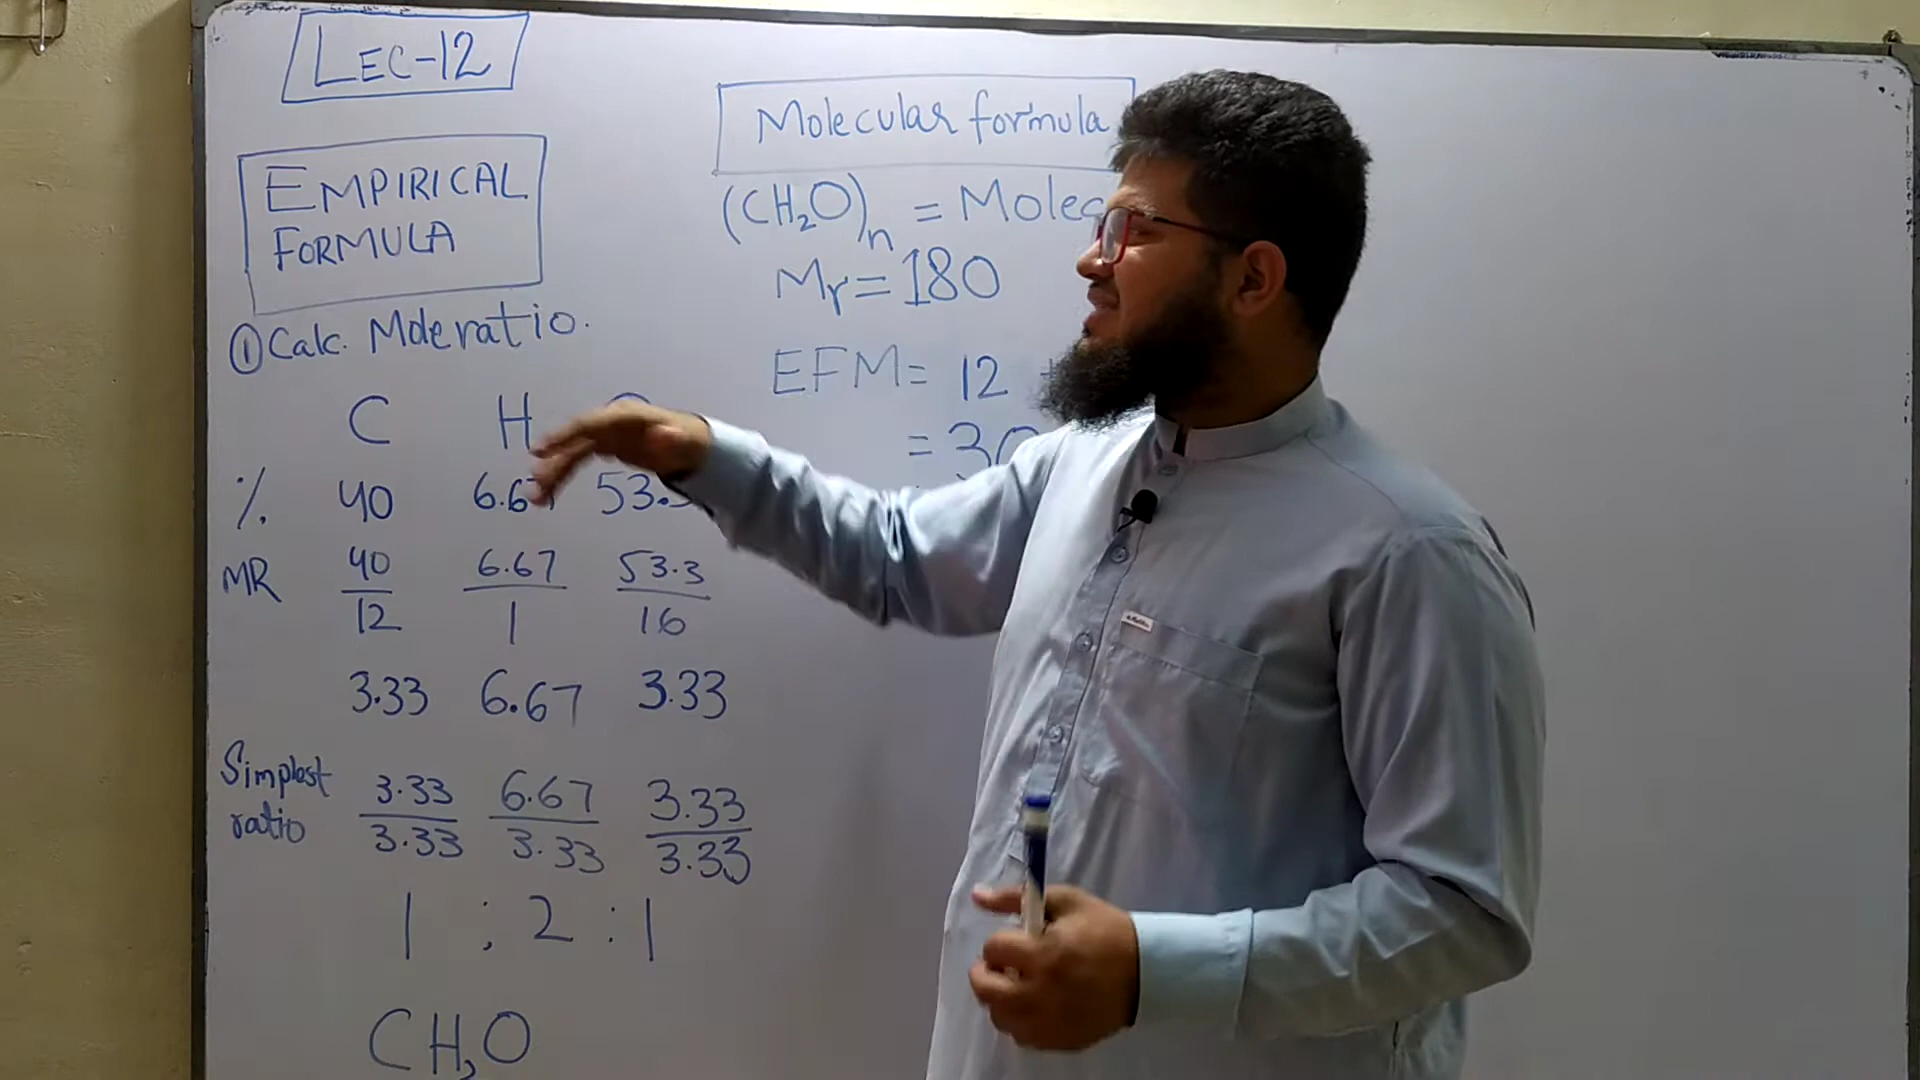 LEC-12
EMPIRICAL
FORMULA
① Calc. Mole ratio.
C H
% 40 6.67 53.
MR 40/12 6.67/1 53.3/16
3.33 6.67 3.33
Simplest ratio 3.33/3.33 6.67/3.33 3.33/3.33
1 : 2 : 1
CH₂O
Molecular formula
(CH₂O)n = Molec
Mr = 180
EFM = 12 +
= 30